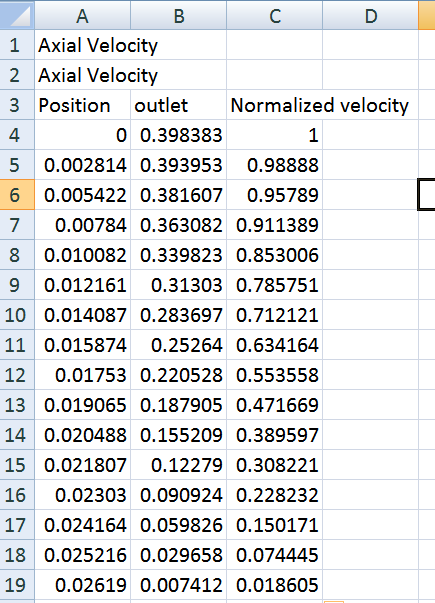 A B C D
1 Axial Velocity
2 Axial Velocity
3 Position outlet Normalized velocity
4 0 0.398383 1
5 0.002814 0.393953 0.98888
6 0.005422 0.381607 0.95789
7 0.00784 0.363082 0.911389
8 0.010082 0.339823 0.853006
9 0.012161 0.31303 0.785751
10 0.014087 0.283697 0.712121
11 0.015874 0.25264 0.634164
12 0.01753 0.220528 0.553558
13 0.019065 0.187905 0.471669
14 0.020488 0.155209 0.389597
15 0.021807 0.12279 0.308221
16 0.02303 0.090924 0.228232
17 0.024164 0.059826 0.150171
18 0.025216 0.029658 0.074445
19 0.02619 0.007412 0.018605